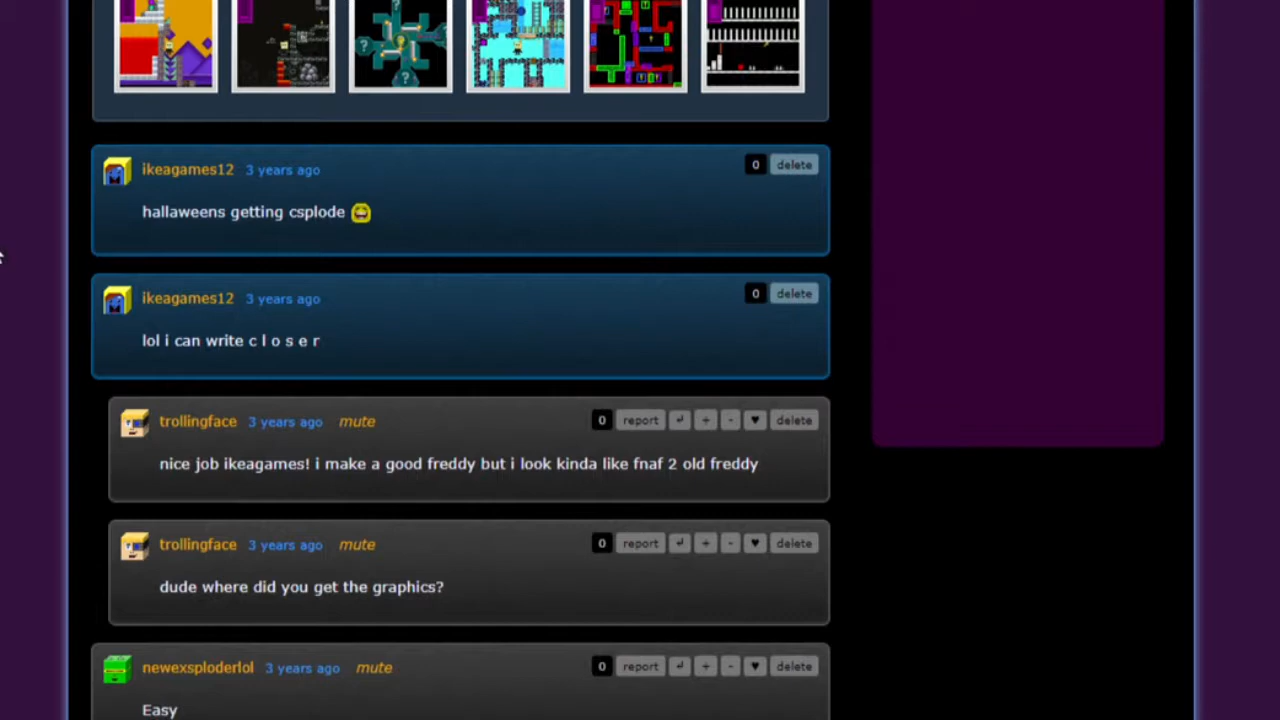 ikeagames12 3 years ago 0 delete
hallaweens getting csplode
ikeagames12 3 years ago 0 delete
lol i can write c l o s e r
trollingface 3 years ago mute 0 report ↲ + - ♥ delete
nice job ikeagames! i make a good freddy but i look kinda like fnaf 2 old freddy
trollingface 3 years ago mute 0 report ↲ + - ♥ delete
dude where did you get the graphics?
newexsploderlol 3 years ago mute 0 report ↲ + - ♥ delete
Easy